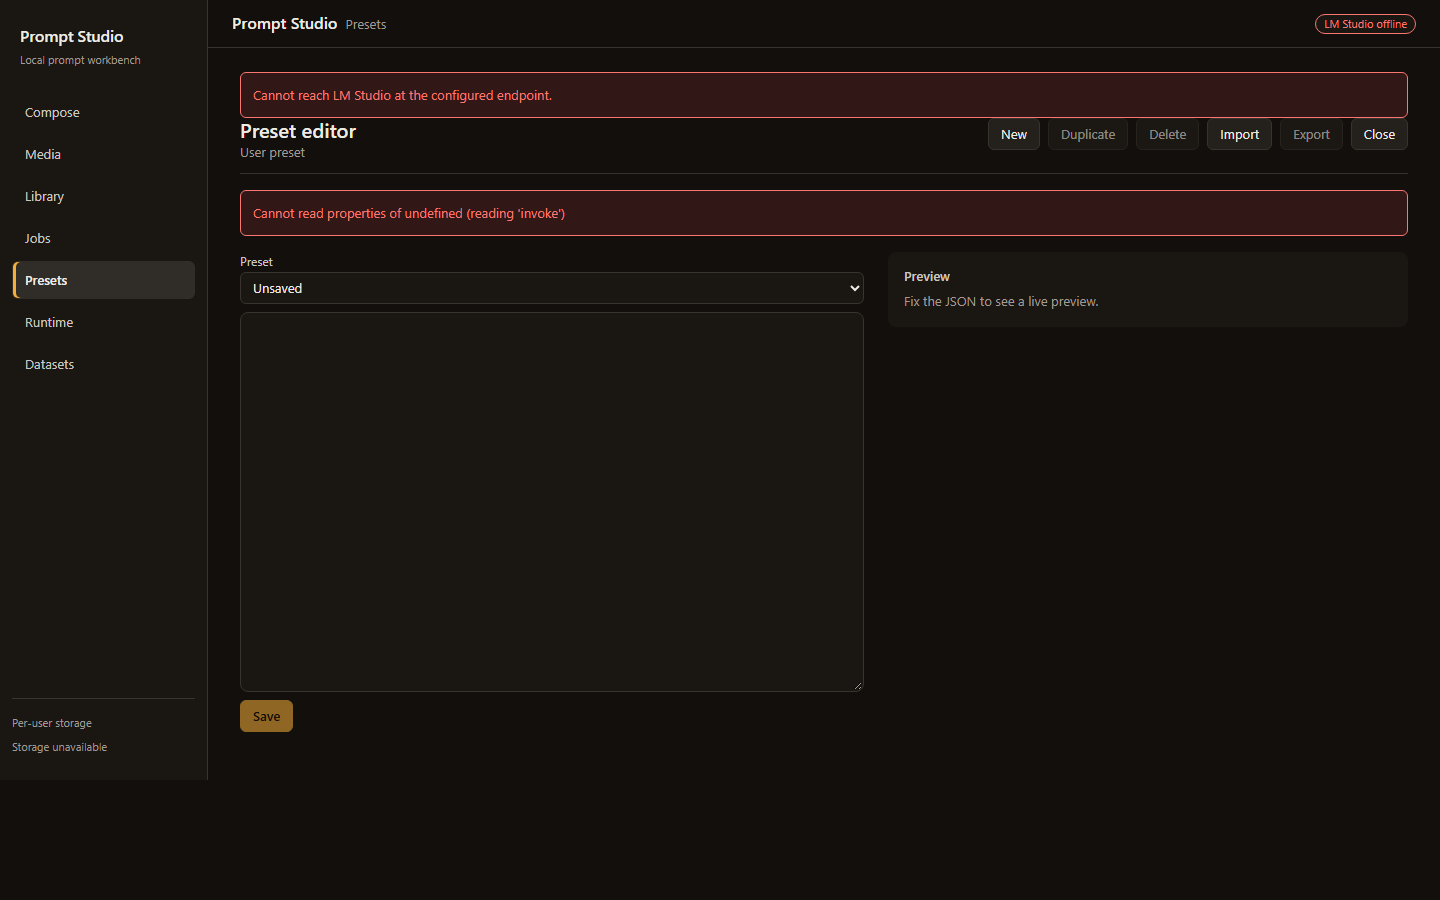 Prompt Studio
Local prompt workbench
Compose
Media
Library
Jobs
Presets
Runtime
Datasets
Per-user storage
Storage unavailable
Prompt Studio Presets
LM Studio offline
Cannot reach LM Studio at the configured endpoint.
Preset editor
User preset
New Duplicate Delete Import Export Close
Cannot read properties of undefined (reading 'invoke')
Preset
Unsaved
Save
Preview
Fix the JSON to see a live preview.